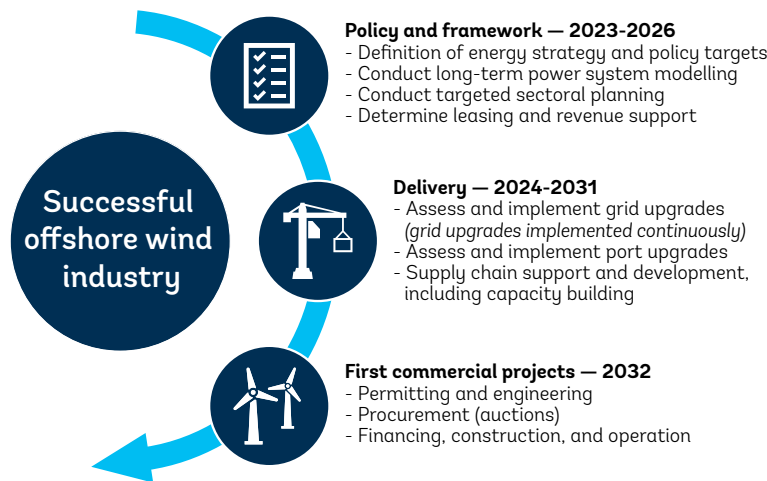 Policy and framework — 2023-2026
- Definition of energy strategy and policy targets
- Conduct long-term power system modelling
- Conduct targeted sectoral planning
- Determine leasing and revenue support
Successful
offshore wind
industry
Delivery — 2024-2031
- Assess and implement grid upgrades
(grid upgrades implemented continuously)
- Assess and implement port upgrades
- Supply chain support and development,
including capacity building
First commercial projects — 2032
- Permitting and engineering
- Procurement (auctions)
- Financing, construction, and operation